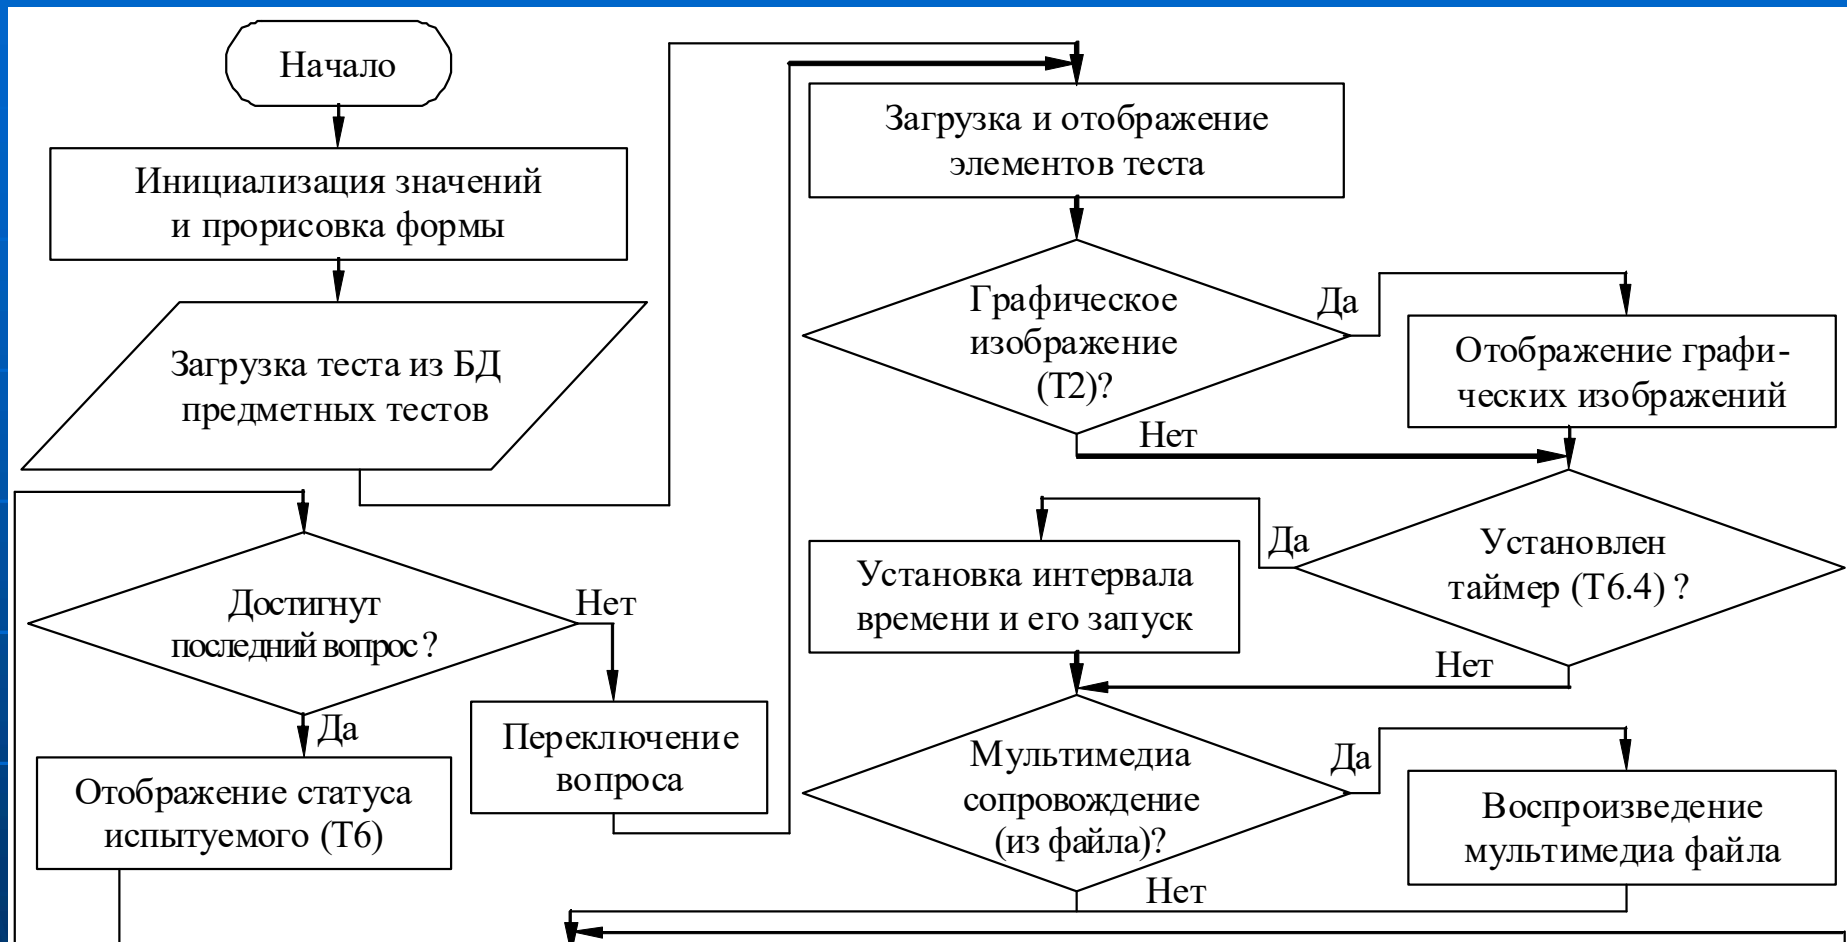 Начало
Инициализация значений
и прорисовка формы
Загрузка теста из БД
предметных тестов
Достигнут
последний вопрос ?
Нет
Да
Переключение
вопроса
Отображение статуса
испытуемого (Т6)
Загрузка и отображение
элементов теста
Графическое
изображение
(Т2)?
Да
Нет
Отображение графи-
ческих изображений
Установлен
таймер (Т6.4) ?
Да
Нет
Установка интервала
времени и его запуск
Мультимедиа
сопровождение
(из файла)?
Да
Нет
Воспроизведение
мультимедиа файла